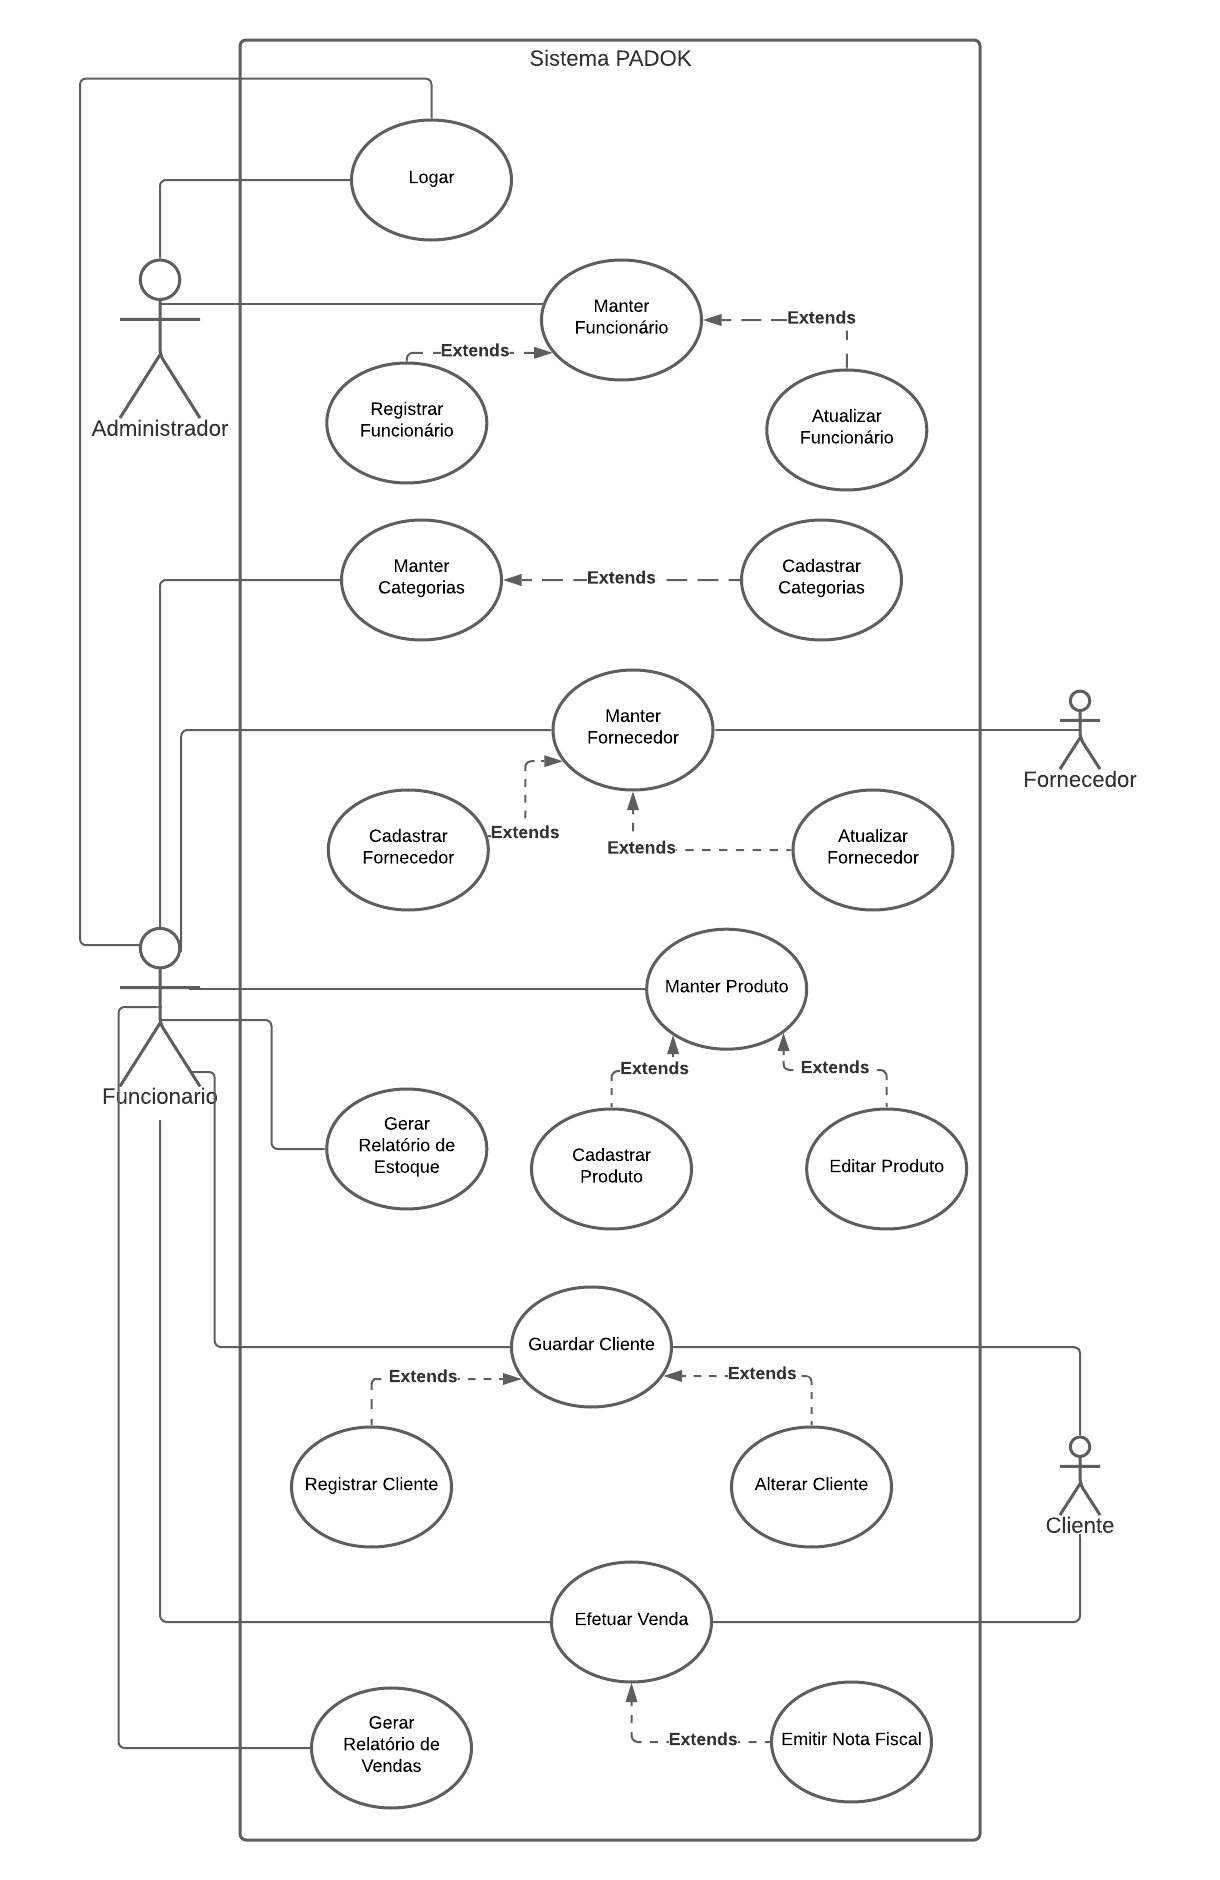 Sistema PADOK
Logar
Manter
Funcionário
Extends
Extends
Registrar
Funcionário
Atualizar
Funcionário
Administrador
Manter
Categorias
Extends
Cadastrar
Categorias
Manter
Fornecedor
Fornecedor
Extends
Extends
Cadastrar
Fornecedor
Atualizar
Fornecedor
Manter Produto
Extends
Extends
Funcionario
Gerar
Relatório de
Estoque
Cadastrar
Produto
Editar Produto
Guardar Cliente
Extends
Extends
Registrar Cliente
Alterar Cliente
Cliente
Efetuar Venda
Gerar
Relatório de
Vendas
Extends
Emitir Nota Fiscal